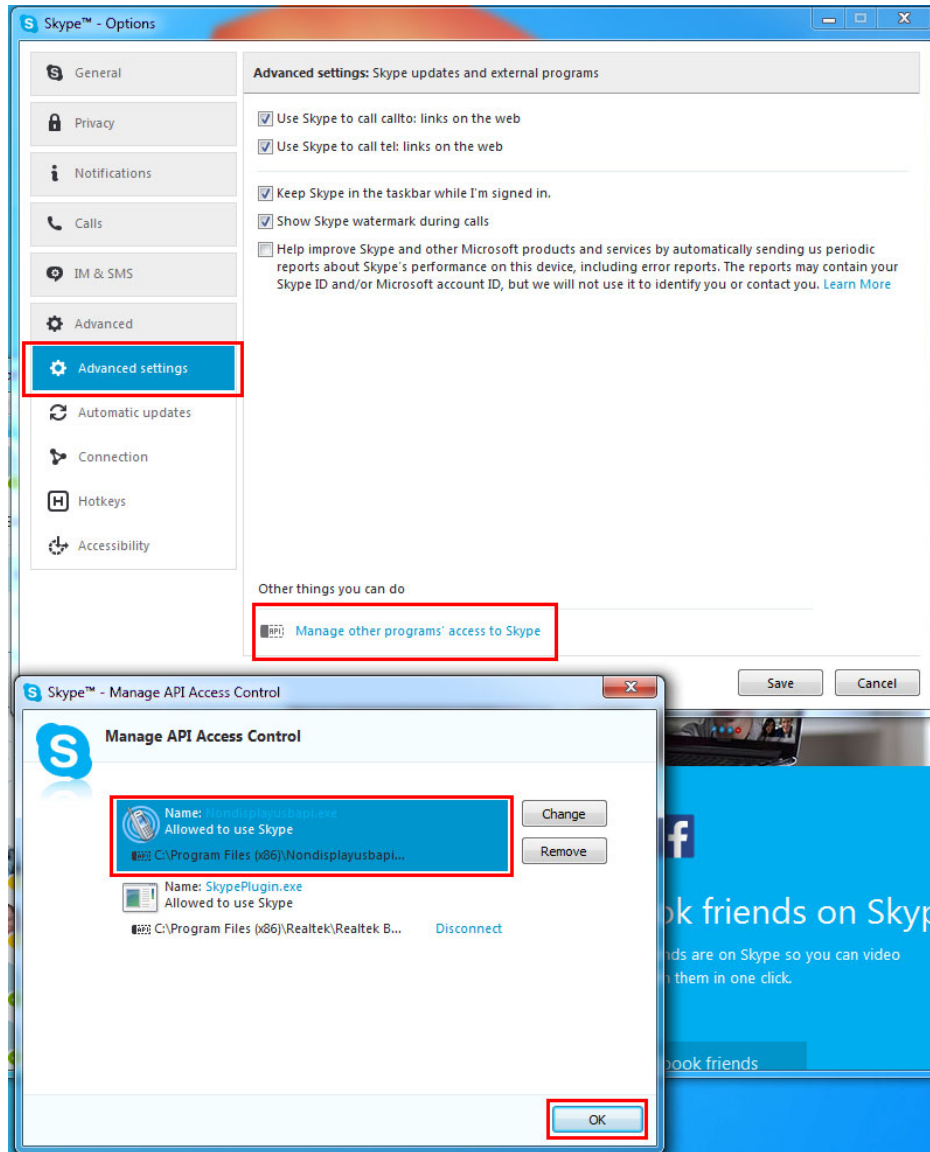 Skype™ - Options
General
Privacy
Notifications
Calls
IM & SMS
Advanced
Advanced settings
Automatic updates
Connection
Hotkeys
Accessibility
Advanced settings: Skype updates and external programs
Use Skype to call callto: links on the web
Use Skype to call tel: links on the web
Keep Skype in the taskbar while I'm signed in.
Show Skype watermark during calls
Help improve Skype and other Microsoft products and services by automatically sending us periodic
reports about Skype's performance on this device, including error reports. The reports may contain your
Skype ID and/or Microsoft account ID, but we will not use it to identify you or contact you. Learn More
Other things you can do
API Manage other programs' access to Skype
Save Cancel
Skype™ - Manage API Access Control
Manage API Access Control
Name: Nondisplayusbapi.exe
Allowed to use Skype
API C:\Program Files (x86)\Nondisplayusbapi...
Change
Remove
Name: SkypePlugin.exe
Allowed to use Skype
API C:\Program Files (x86)\Realtek\Realtek B... Disconnect
OK
ok friends on Skyp
nds are on Skype so you can video
them in one click.
book friends